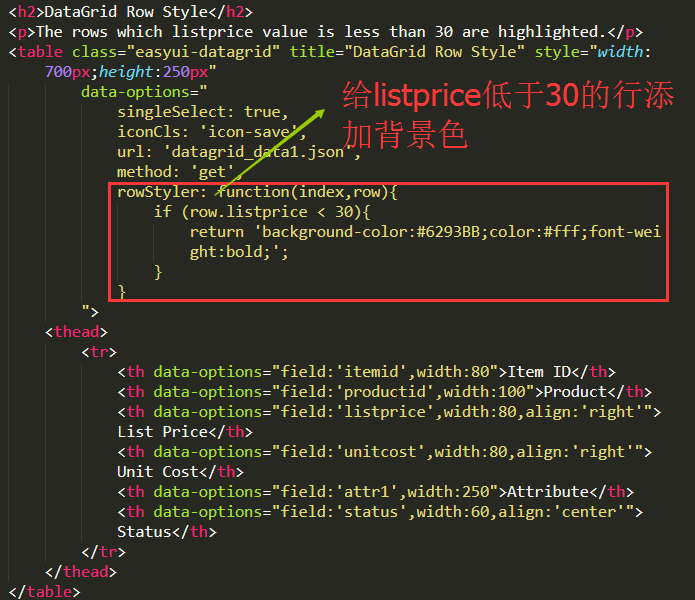 <h2>DataGrid Row Style</h2>
<p>The rows which listprice value is less than 30 are highlighted.</p>
<table class="easyui-datagrid" title="DataGrid Row Style" style="width:
700px;height:250px"
data-options="
singleSelect: true,
iconCls: 'icon-save',
url: 'datagrid_data1.json',
method: 'get',
给listprice低于30的行添
加背景色
rowStyler: function(index,row){
if (row.listprice < 30){
return 'background-color:#6293BB;color:#fff;font-wei
ght:bold;';
}
}
">
<thead>
<tr>
<th data-options="field:'itemid',width:80">Item ID</th>
<th data-options="field:'productid',width:100">Product</th>
<th data-options="field:'listprice',width:80,align:'right'">
List Price</th>
<th data-options="field:'unitcost',width:80,align:'right'">
Unit Cost</th>
<th data-options="field:'attr1',width:250">Attribute</th>
<th data-options="field:'status',width:60,align:'center'">
Status</th>
</tr>
</thead>
</table>